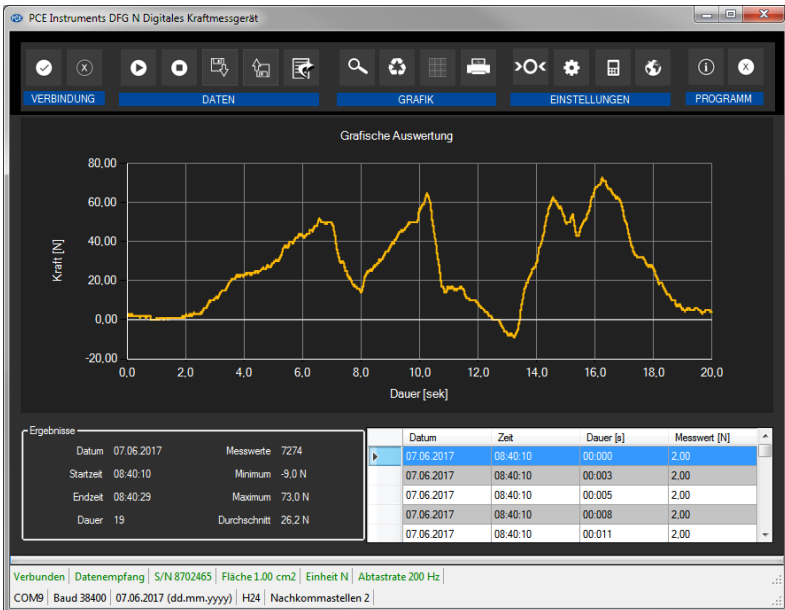 PCE Instruments DFG N Digitales Kraftmessgerät
VERBINDUNG DATEN GRAFIK EINSTELLUNGEN PROGRAMM
Grafische Auswertung
80,00
60,00
40,00
20,00
0,00
-20,00
Kraft [N]
0,0 2,0 4,0 6,0 8,0 10,0 12,0 14,0 16,0 18,0 20,0
Dauer [sek]
Ergebnisse
Datum 07.06.2017 Messwerte 7274
Startzeit 08:40:10 Minimum -9,0 N
Endzeit 08:40:29 Maximum 73,0 N
Dauer 19 Durchschnitt 26,2 N
Datum Zeit Dauer [s] Messwert [N]
07.06.2017 08:40:10 00:000 2,00
07.06.2017 08:40:10 00:003 2,00
07.06.2017 08:40:10 00:005 2,00
07.06.2017 08:40:10 00:008 2,00
07.06.2017 08:40:10 00:011 2,00
Verbunden Datenempfang S/N 8702465 Fläche 1.00 cm2 Einheit N Abtastrate 200 Hz
COM9 Baud 38400 07.06.2017 (dd.mm.yyyy) H24 Nachkommastellen 2